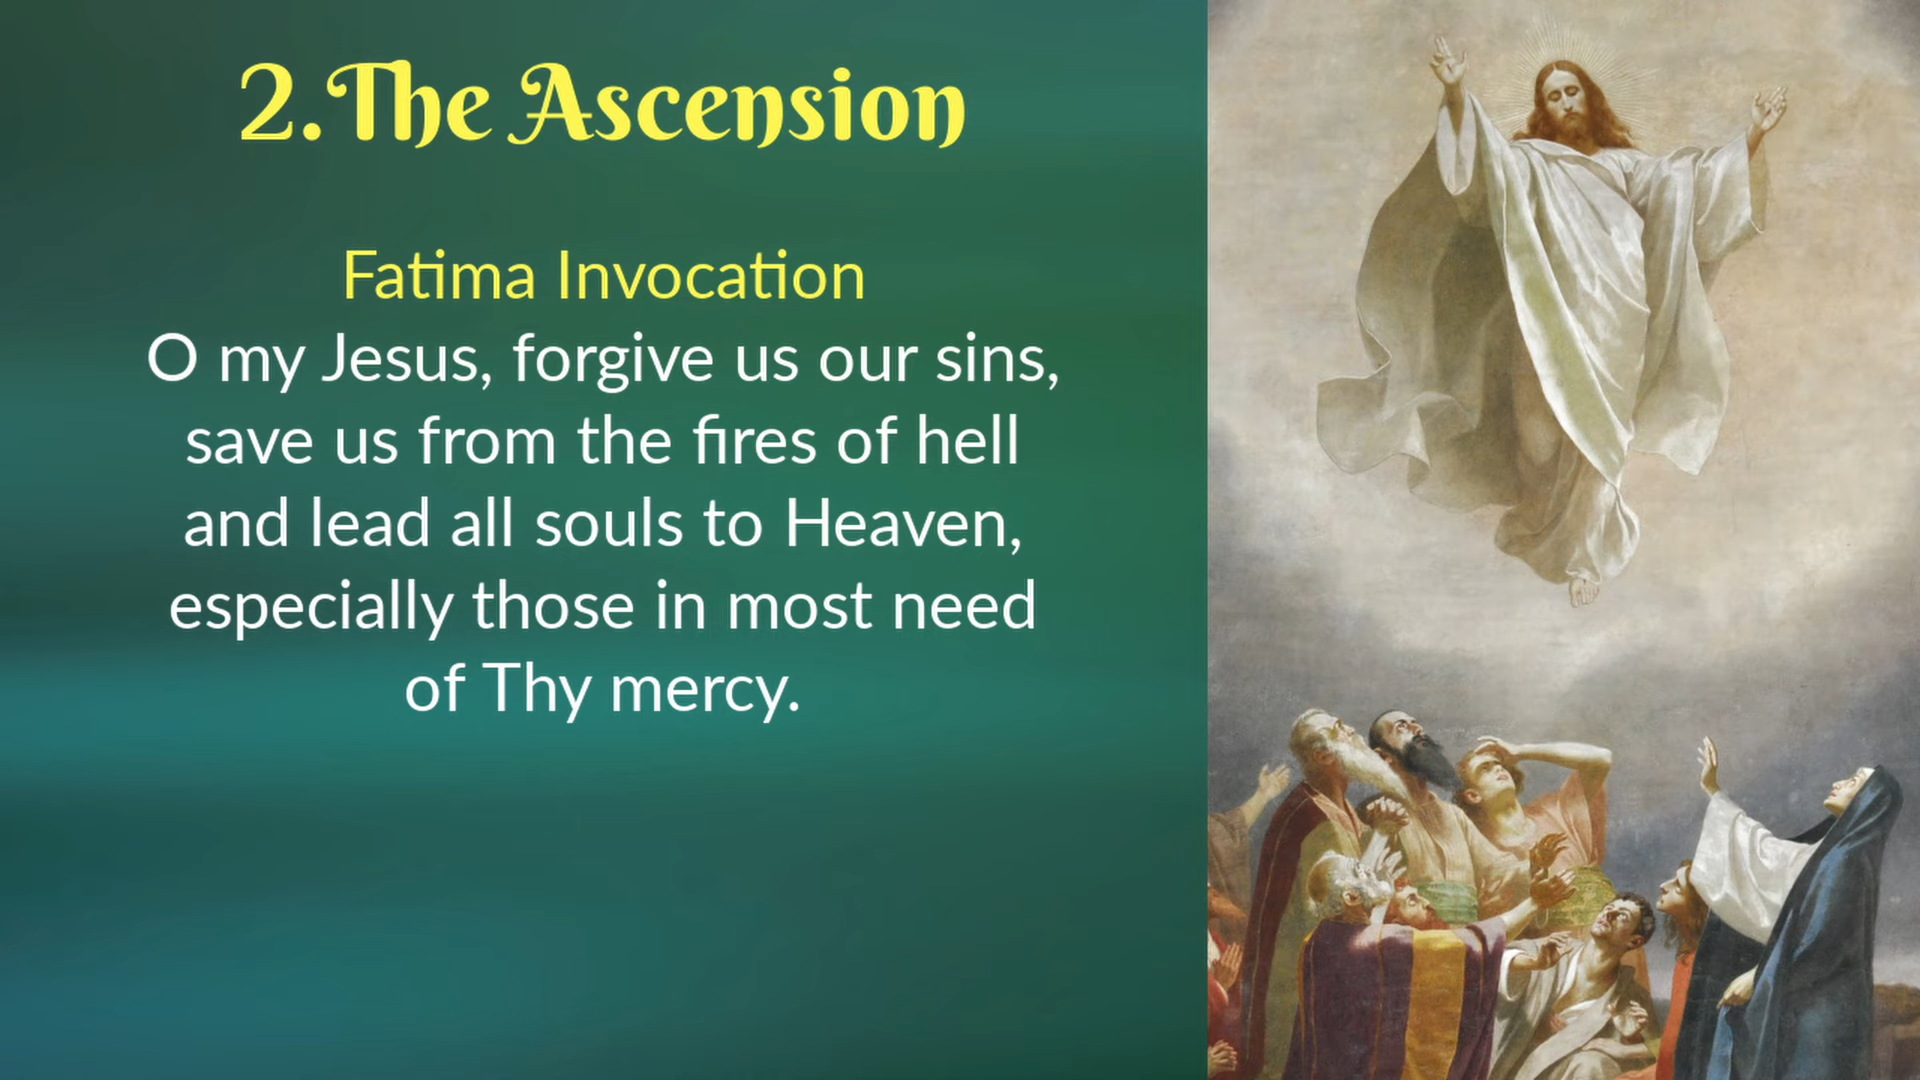 2.The Ascension
Fatima Invocation
O my Jesus, forgive us our sins,
save us from the fires of hell
and lead all souls to Heaven,
especially those in most need
of Thy mercy.